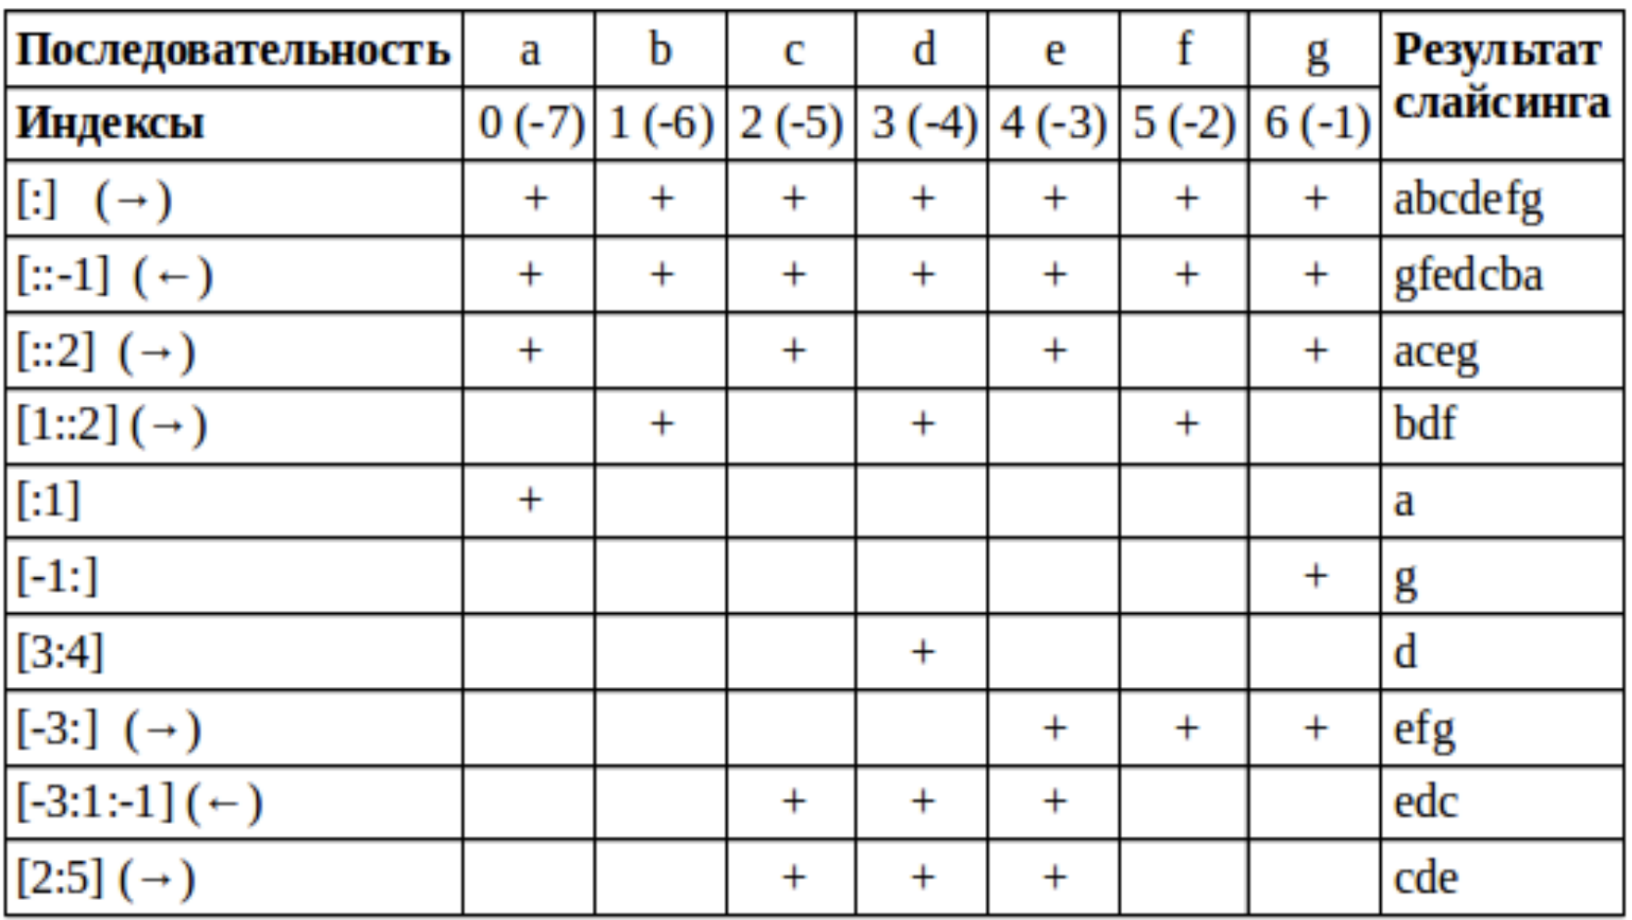 Последовательность a b c d e f g Результат слайсинга
Индексы 0 (-7) 1 (-6) 2 (-5) 3 (-4) 4 (-3) 5 (-2) 6 (-1)
[:] (→) + + + + + + + abcdefg
[::-1] (←) + + + + + + + gfedcba
[::2] (→) + + + + aceg
[1::2] (→) + + + bdf
[:1] + a
[-1:] + g
[3:4] + d
[-3:] (→) + + + efg
[-3:1:-1] (←) + + + edc
[2:5] (→) + + + cde